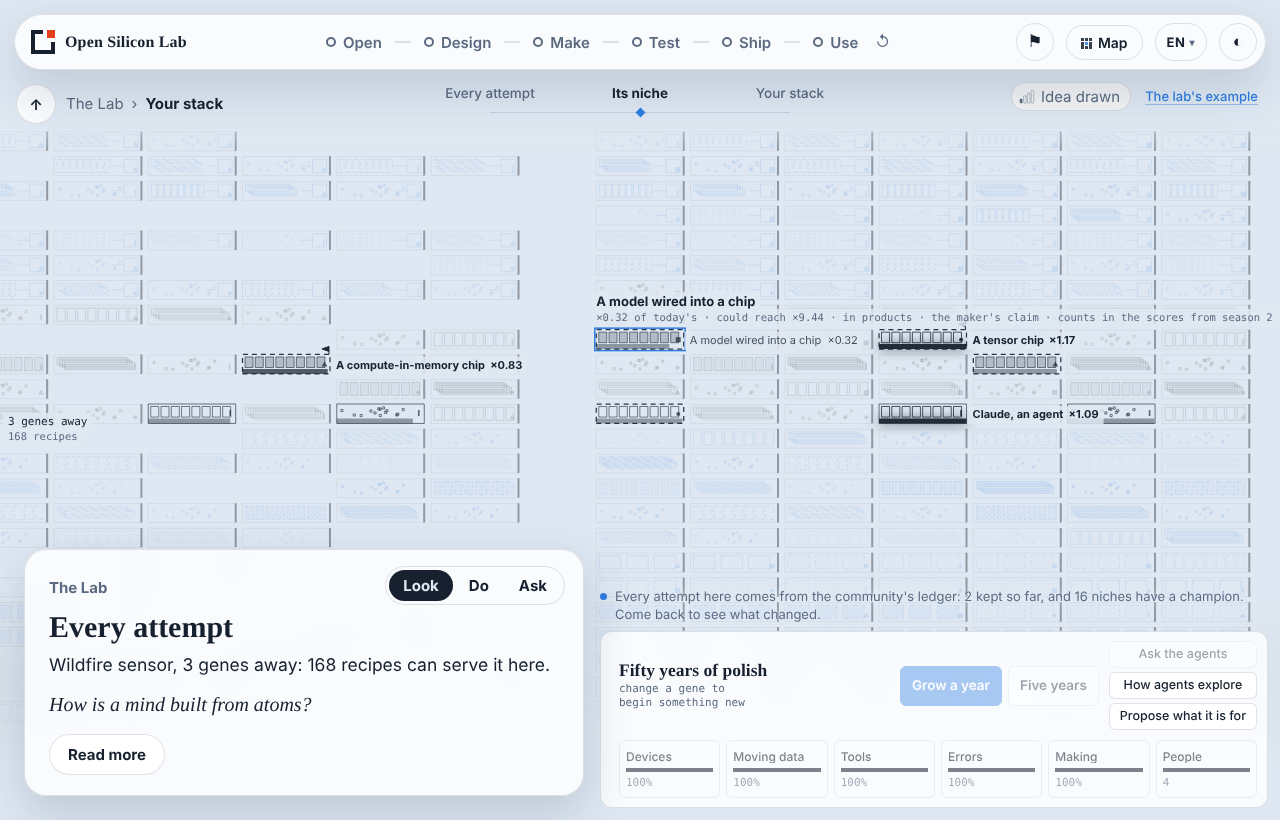 Open Silicon Lab
Open
Design
Make
Test
Ship
Use
Map
EN
The Lab › Your stack
Every attempt
Its niche
Your stack
Idea drawn
The lab's example
A model wired into a chip
×0.32 of today's · could reach ×9.44 · in products · the maker's claim · counts in the scores from season 2
A model wired into a chip ×0.32
A tensor chip ×1.17
A compute-in-memory chip ×0.83
Claude, an agent ×1.09
3 genes away
168 recipes
The Lab
Look
Do
Ask
Every attempt
Wildfire sensor, 3 genes away: 168 recipes can serve it here.
How is a mind built from atoms?
Read more
Every attempt here comes from the community's ledger: 2 kept so far, and 16 niches have a champion.
Come back to see what changed.
Fifty years of polish
change a gene to
begin something new
Grow a year
Five years
Ask the agents
How agents explore
Propose what it is for
Devices
100%
Moving data
100%
Tools
100%
Errors
100%
Making
100%
People
4